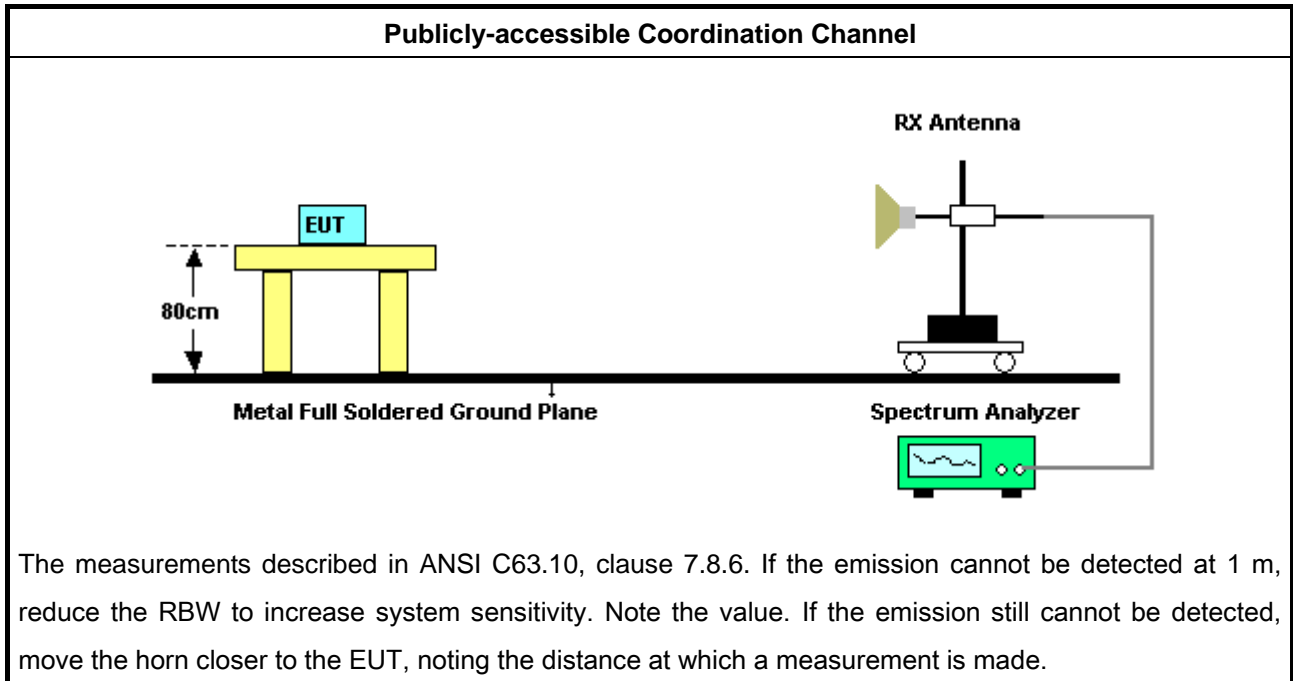 Publicly-accessible Coordination Channel
RX Antenna
EUT
80cm
Metal Full Soldered Ground Plane
Spectrum Analyzer
The measurements described in ANSI C63.10, clause 7.8.6. If the emission cannot be detected at 1 m,
reduce the RBW to increase system sensitivity. Note the value. If the emission still cannot be detected,
move the horn closer to the EUT, noting the distance at which a measurement is made.